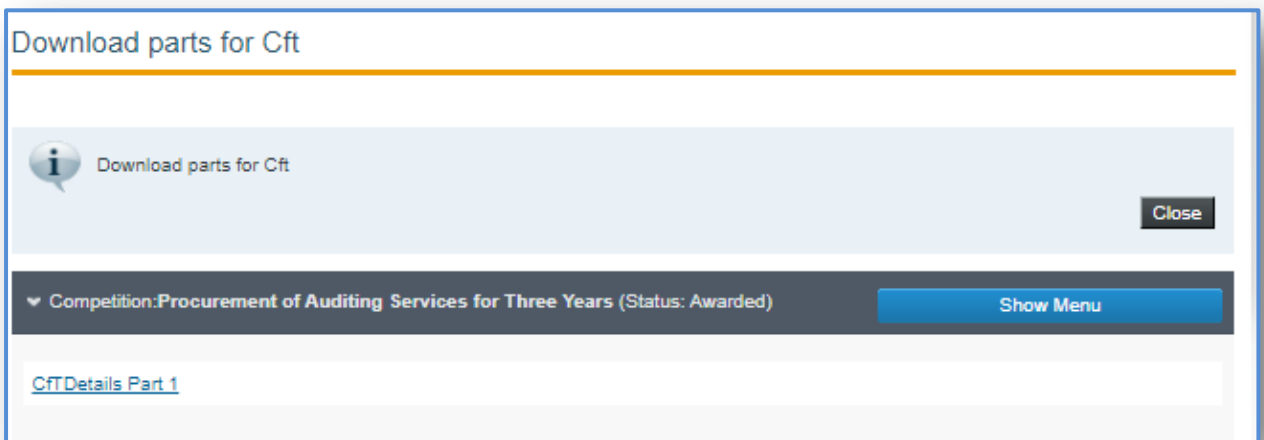 Download parts for Cft
Download parts for Cft
Close
Competition:Procurement of Auditing Services for Three Years (Status: Awarded)
Show Menu
CfTDetails Part 1